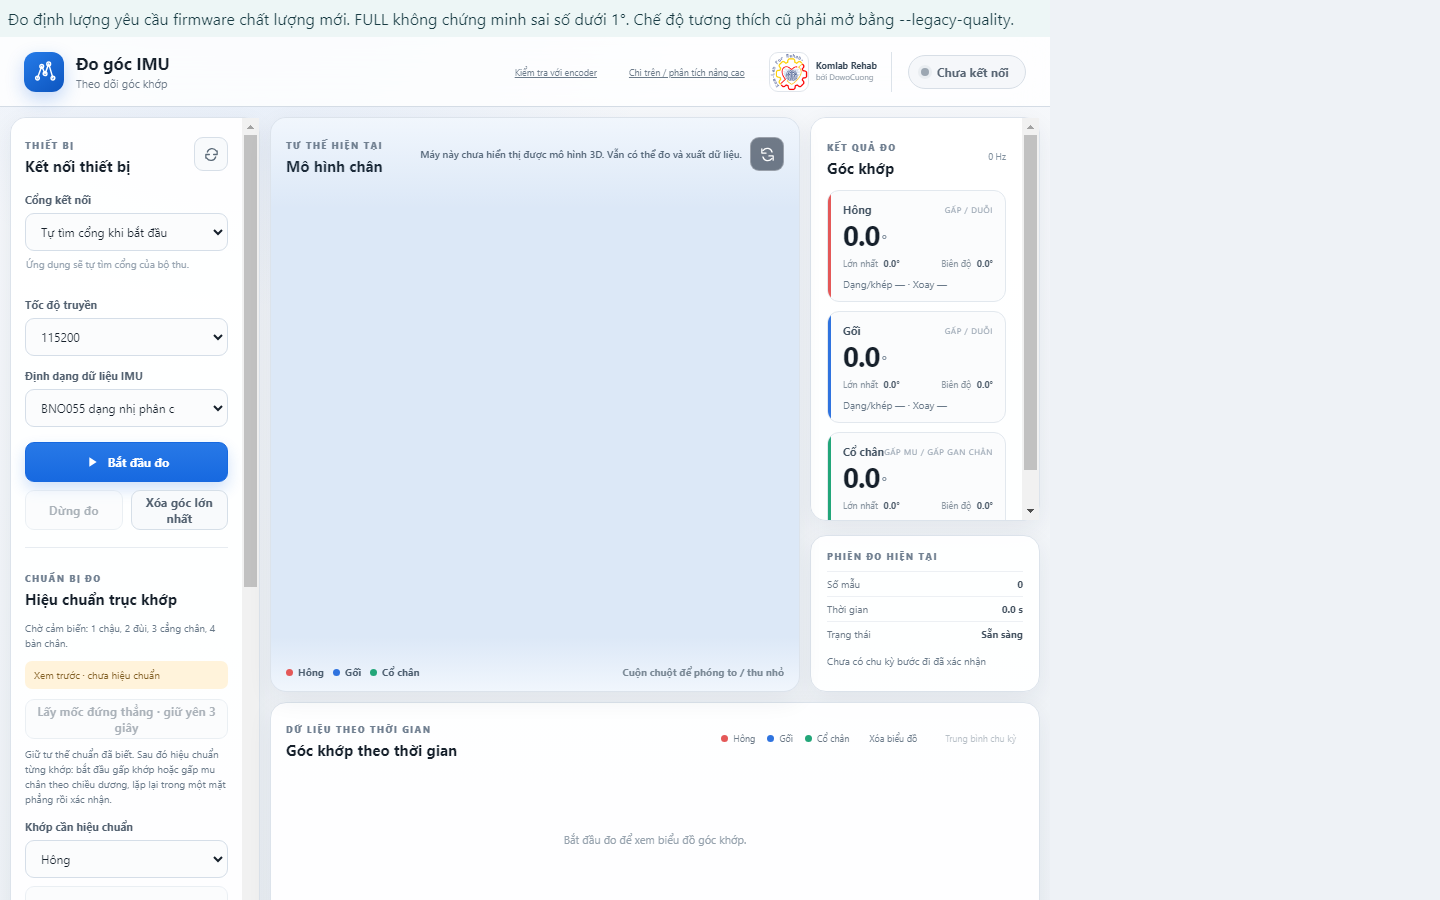 Đo định lượng yêu cầu firmware chất lượng mới. FULL không chứng minh sai số dưới 1°. Chế độ tương thích cũ phải mở bằng --legacy-quality.
Đo góc IMU
Theo dõi góc khớp
Kiểm tra với encoder
Chi trên / phân tích nâng cao
Komlab Rehab
bởi DowoCuong
Chưa kết nối
THIẾT BỊ
Kết nối thiết bị
Cổng kết nối
Tự tìm cổng khi bắt đầu
Ứng dụng sẽ tự tìm cổng của bộ thu.
Tốc độ truyền
115200
Định dạng dữ liệu IMU
BNO055 dạng nhị phân c
Bắt đầu đo
Dừng đo
Xóa góc lớn
nhất
CHUẨN BỊ ĐO
Hiệu chuẩn trục khớp
Chờ cảm biến: 1 chậu, 2 đùi, 3 cẳng chân, 4
bàn chân.
Xem trước · chưa hiệu chuẩn
Lấy mốc đứng thẳng · giữ yên 3
giây
Giữ tư thế chuẩn đã biết. Sau đó hiệu chuẩn
từng khớp: bắt đầu gấp khớp hoặc gấp mu
chân theo chiều dương, lặp lại trong một mặt
phẳng rồi xác nhận.
Khớp cần hiệu chuẩn
Hông
TƯ THẾ HIỆN TẠI
Mô hình chân
Máy này chưa hiển thị được mô hình 3D. Vẫn có thể đo và xuất dữ liệu.
Hông
Gối
Cổ chân
Cuộn chuột để phóng to / thu nhỏ
KẾT QUẢ ĐO
Góc khớp
0 Hz
Hông
GẤP / DUỖI
0.0°
Lớn nhất 0.0°
Biên độ 0.0°
Dạng/khép — · Xoay —
Gối
GẤP / DUỖI
0.0°
Lớn nhất 0.0°
Biên độ 0.0°
Dạng/khép — · Xoay —
Cổ chân
GẤP MU / GẤP GAN CHÂN
0.0°
Lớn nhất 0.0°
Biên độ 0.0°
PHIÊN ĐO HIỆN TẠI
Số mẫu 0
Thời gian 0.0 s
Trạng thái Sẵn sàng
Chưa có chu kỳ bước đi đã xác nhận
DỮ LIỆU THEO THỜI GIAN
Góc khớp theo thời gian
Hông
Gối
Cổ chân
Xóa biểu đồ
Trung bình chu kỳ
Bắt đầu đo để xem biểu đồ góc khớp.